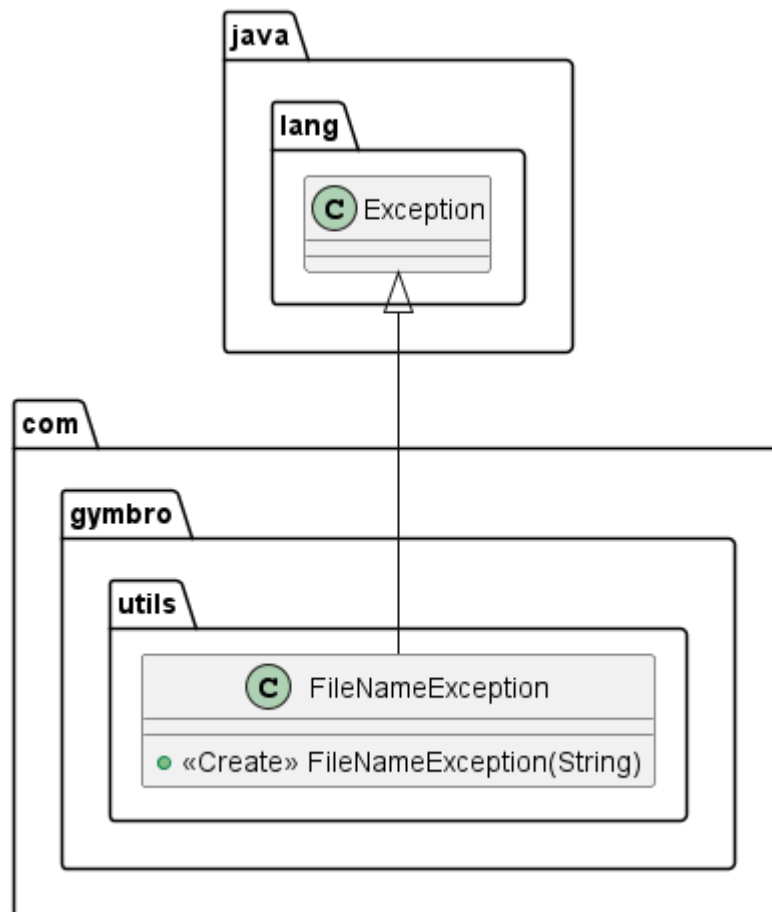 java
lang
C Exception
com
gymbro
utils
C FileNameException
«Create» FileNameException(String)